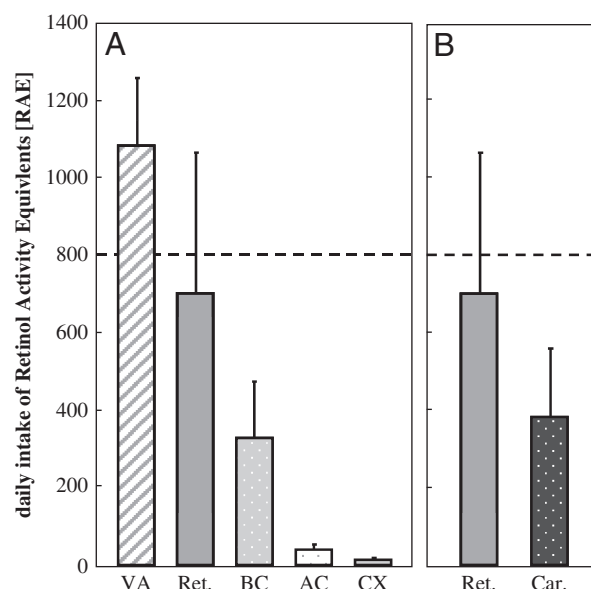 daily intake of Retinol Activity Equivlents [RAE]
1400
1200
1000
800
600
400
200
0
A
B
VA Ret. BC AC CX
Ret. Car.